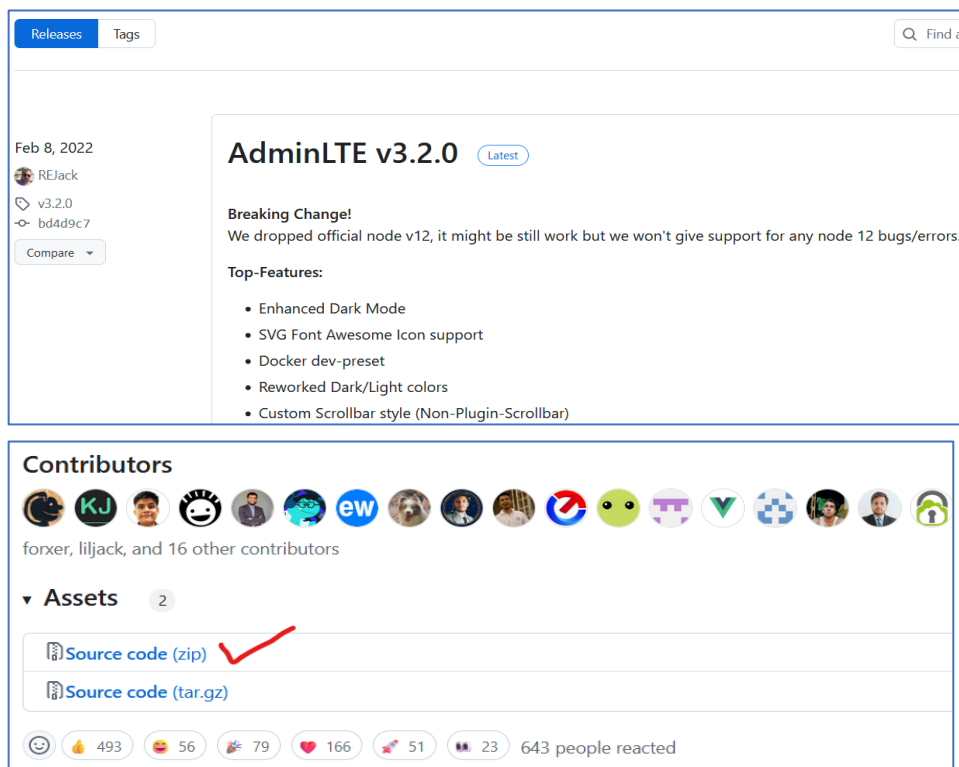 Releases
Tags
Find a
Feb 8, 2022
REJack
v3.2.0
bd4d9c7
Compare
AdminLTE v3.2.0 Latest
Breaking Change!
We dropped official node v12, it might be still work but we won't give support for any node 12 bugs/errors.
Top-Features:
• Enhanced Dark Mode
• SVG Font Awesome Icon support
• Docker dev-preset
• Reworked Dark/Light colors
• Custom Scrollbar style (Non-Plugin-Scrollbar)
Contributors
KJ
ew
forxer, liljack, and 16 other contributors
Assets 2
Source code (zip)
Source code (tar.gz)
493 56 79 166 51 23 643 people reacted